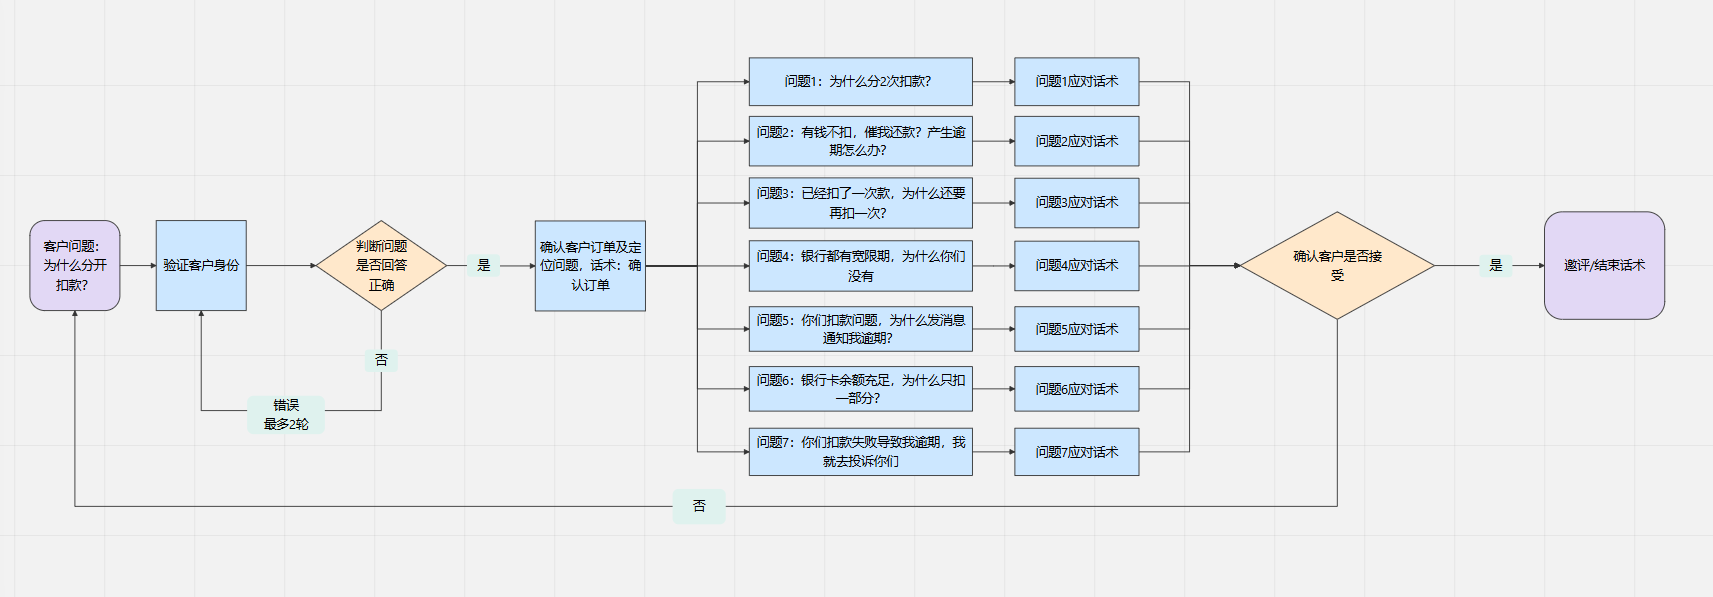 客户问题：
为什么分开
扣款？
验证客户身份
判断问题
是否回答
正确
是
否
错误
最多2轮
确认客户订单及定
位问题，话术：确
认订单
问题1：为什么分2次扣款？
问题1应对话术
问题2：有钱不扣，催我还款？产生逾
期怎么办？
问题2应对话术
问题3：已经扣了一次款，为什么还要
再扣一次？
问题3应对话术
问题4：银行都有宽限期，为什么你们
没有
问题4应对话术
问题5：你们扣款问题，为什么发消息
通知我逾期？
问题5应对话术
问题6：银行卡余额充足，为什么只扣
一部分？
问题6应对话术
问题7：你们扣款失败导致我逾期，我
就去投诉你们
问题7应对话术
确认客户是否接
受
是
邀评/结束话术
否